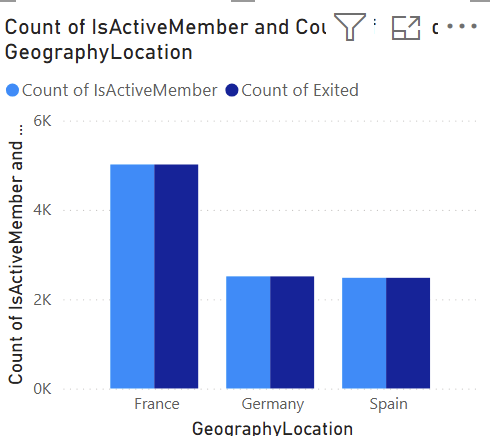 Count of IsActiveMember and Cou
GeographyLocation
Count of IsActiveMember Count of Exited
Count of IsActiveMember and ...
6K
4K
2K
0K
France Germany Spain
GeographyLocation